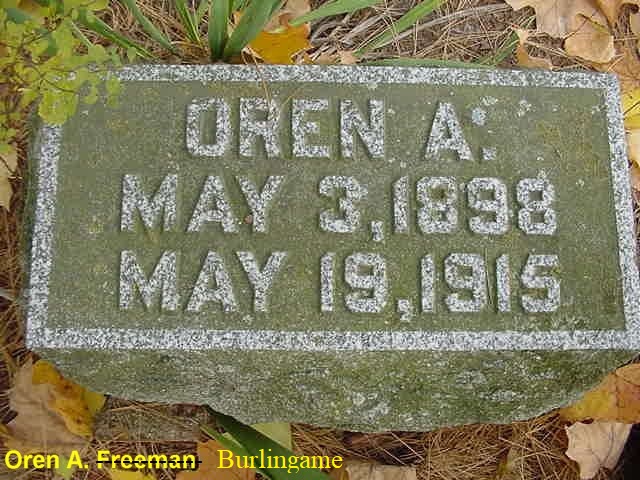 OREN A.
MAY 3, 1898
MAY 19, 1915
Oren A. Freeman Burlingame